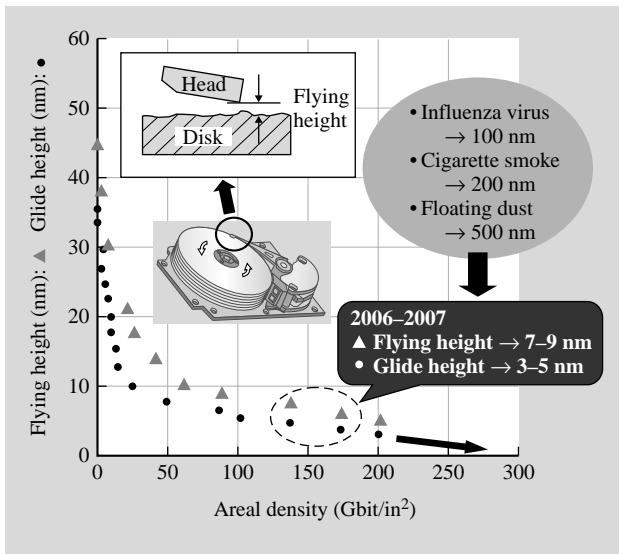 Flying height (nm): ▲ Glide height (nm): ●
60
50
40
30
20
10
0
Head
Flying
height
Disk
• Influenza virus
→ 100 nm
• Cigarette smoke
→ 200 nm
• Floating dust
→ 500 nm
2006–2007
▲ Flying height → 7–9 nm
● Glide height → 3–5 nm
0 50 100 150 200 250 300
Areal density (Gbit/in²)